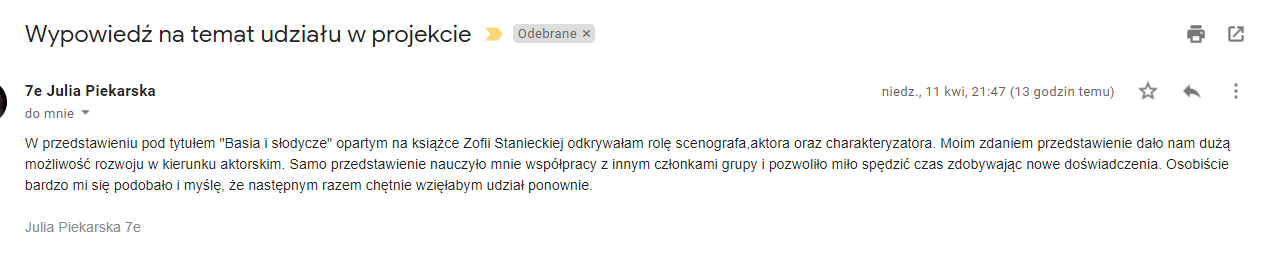 Wypowiedź na temat udziału w projekcie Odebrane ×
7e Julia Piekarska niedz., 11 kwi, 21:47 (13 godzin temu)
do mnie
W przedstawieniu pod tytułem "Basia i słodycze" opartym na książce Zofii Stanieckiej odkrywałam rolę scenografa,aktora oraz charakteryzatora. Moim zdaniem przedstawienie dało nam dużą
możliwość rozwoju w kierunku aktorskim. Samo przedstawienie nauczyło mnie współpracy z innym członkami grupy i pozwoliło miło spędzić czas zdobywając nowe doświadczenia. Osobiście
bardzo mi się podobało i myślę, że następnym razem chętnie wzięłabym udział ponownie.
Julia Piekarska 7e